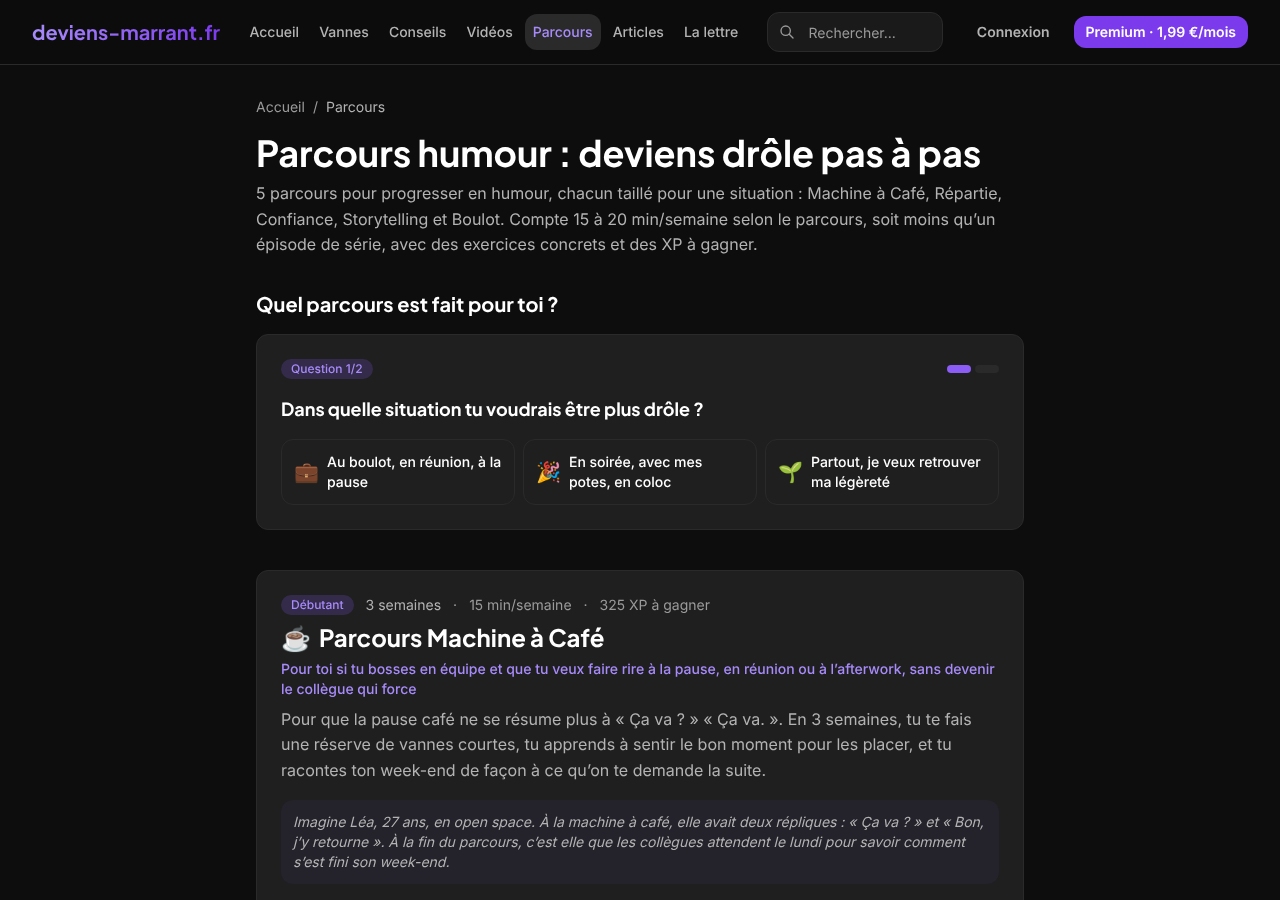 deviens-marrant.fr
Accueil
Vannes
Conseils
Vidéos
Parcours
Articles
La lettre
Rechercher...
Connexion
Premium · 1,99 €/mois
Accueil / Parcours
Parcours humour : deviens drôle pas à pas
5 parcours pour progresser en humour, chacun taillé pour une situation : Machine à Café, Répartie,
Confiance, Storytelling et Boulot. Compte 15 à 20 min/semaine selon le parcours, soit moins qu’un
épisode de série, avec des exercices concrets et des XP à gagner.
Quel parcours est fait pour toi ?
Question 1/2
Dans quelle situation tu voudrais être plus drôle ?
Au boulot, en réunion, à la
pause
En soirée, avec mes
potes, en coloc
Partout, je veux retrouver
ma légèreté
Débutant 3 semaines · 15 min/semaine · 325 XP à gagner
Parcours Machine à Café
Pour toi si tu bosses en équipe et que tu veux faire rire à la pause, en réunion ou à l’afterwork, sans devenir
le collègue qui force
Pour que la pause café ne se résume plus à « Ça va ? » « Ça va. ». En 3 semaines, tu te fais
une réserve de vannes courtes, tu apprends à sentir le bon moment pour les placer, et tu
racontes ton week-end de façon à ce qu’on te demande la suite.
Imagine Léa, 27 ans, en open space. À la machine à café, elle avait deux répliques : « Ça va ? » et « Bon,
j’y retourne ». À la fin du parcours, c’est elle que les collègues attendent le lundi pour savoir comment
s’est fini son week-end.